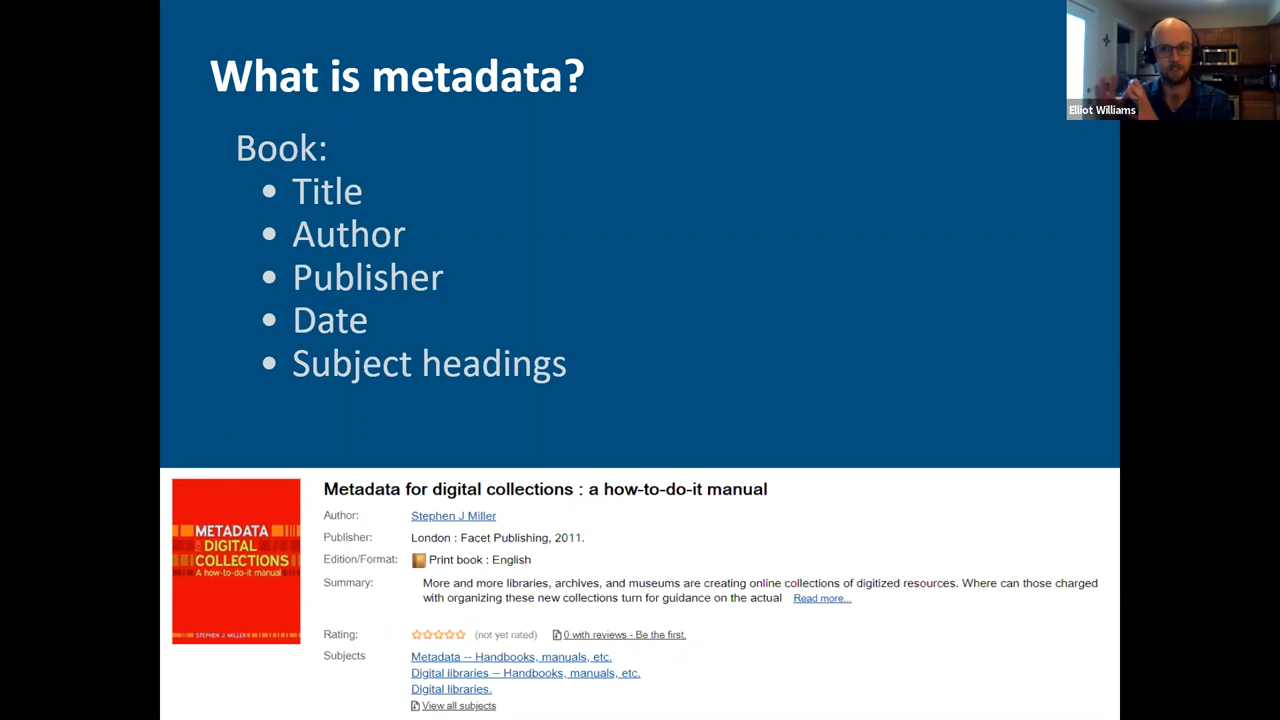 What is metadata?
Elliot Williams
Book:
• Title
• Author
• Publisher
• Date
• Subject headings
METADATA
DIGITAL
COLLECTIONS
A how-to-do-it manual
STEPHEN J. MILLER
Metadata for digital collections : a how-to-do-it manual
Author: Stephen J Miller
Publisher: London : Facet Publishing, 2011.
Edition/Format: Print book : English
Summary: More and more libraries, archives, and museums are creating online collections of digitized resources. Where can those charged
with organizing these new collections turn for guidance on the actual Read more...
Rating: (not yet rated) 0 with reviews - Be the first.
Subjects Metadata -- Handbooks, manuals, etc.
Digital libraries -- Handbooks, manuals, etc.
Digital libraries.
View all subjects